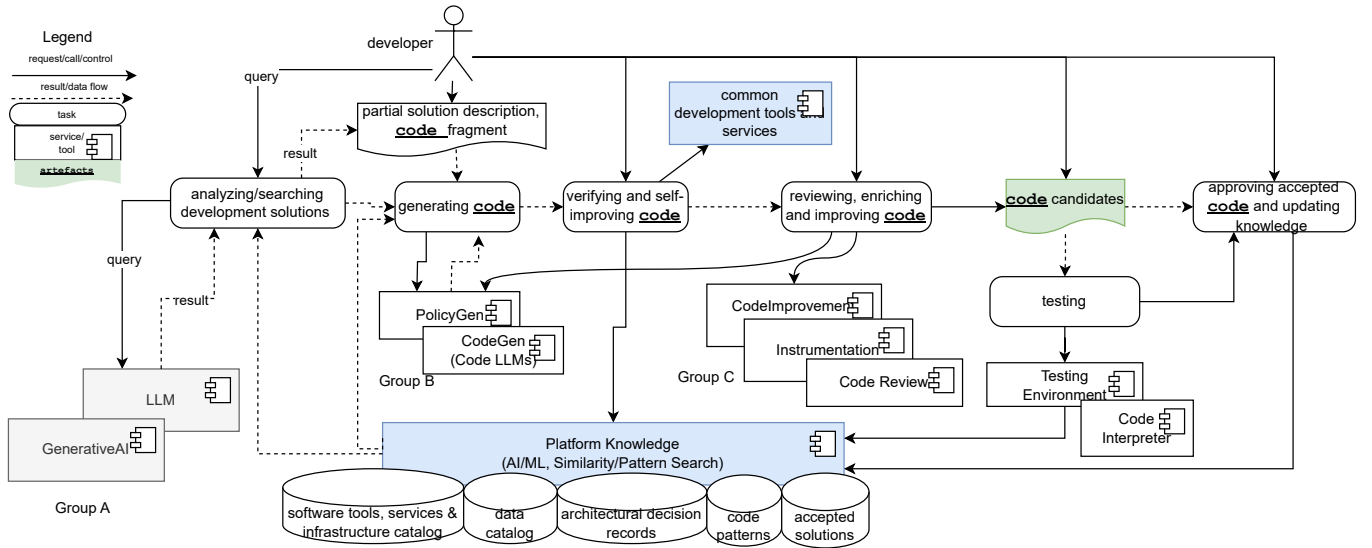 Legend
request/call/control
result/data flow
task
service/
tool
artefacts
developer
query
partial solution description,
code fragment
result
common
development tools and
services
analyzing/searching
development solutions
generating code
verifying and self-
improving code
reviewing, enriching
and improving code
code candidates
approving accepted
code and updating
knowledge
query
result
PolicyGen
CodeGen
(Code LLMs)
Group B
CodeImprovement
Instrumentation
Code Review
Group C
testing
Testing
Environment
Code
Interpreter
LLM
GenerativeAI
Group A
Platform Knowledge
(AI/ML, Similarity/Pattern Search)
software tools, services &
infrastructure catalog
data
catalog
architectural decision
records
code
patterns
accepted
solutions